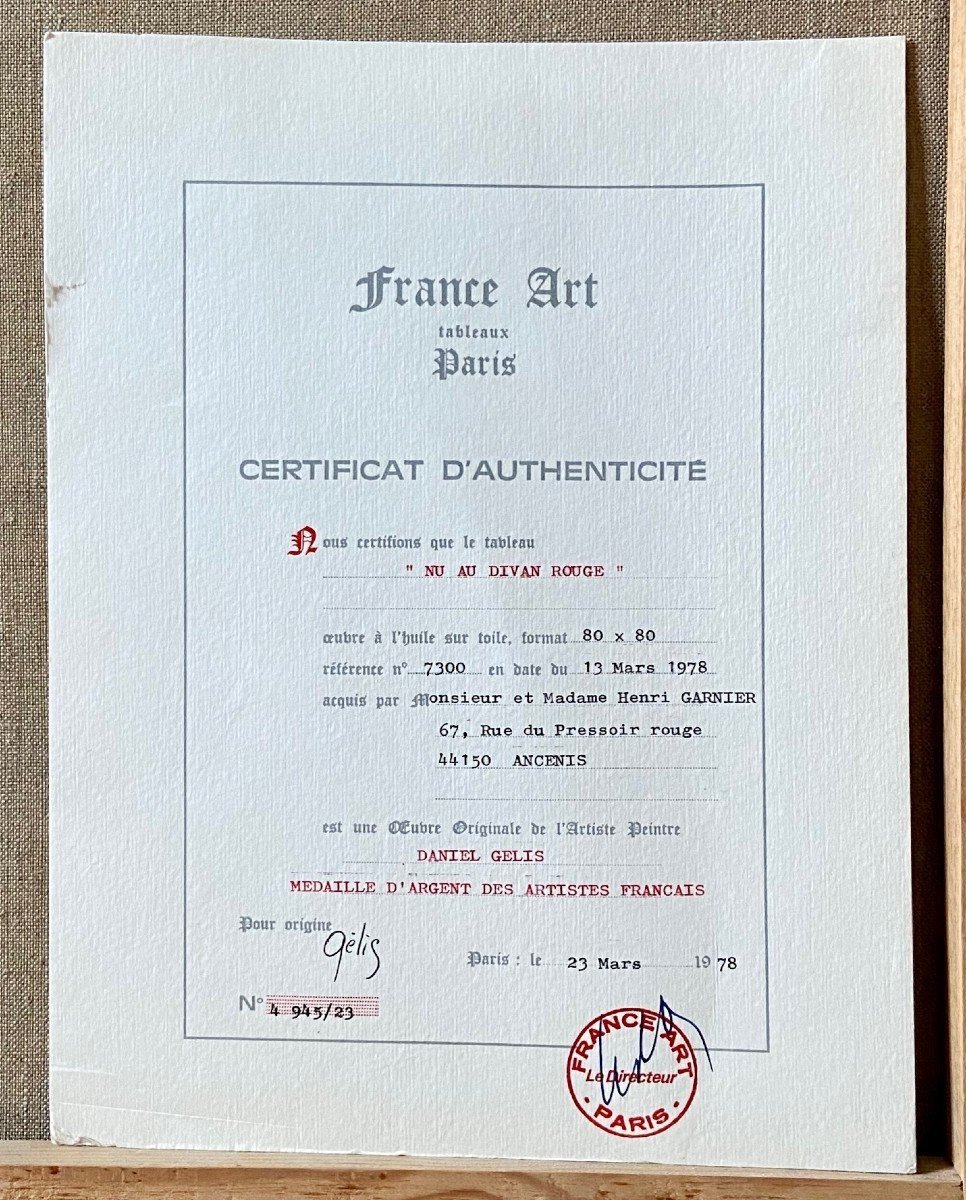 France Art
tableaux
Paris
CERTIFICAT D'AUTHENTICITÉ
Nous certifions que le tableau
" NU AU DIVAN ROUGE "
œuvre à l'huile sur toile, format 80 x 80
référence n° 7300 en date du 13 Mars 1978
acquis par Monsieur et Madame Henri GARNIER
67, Rue du Pressoir rouge
44150 ANCENIS
est une Œuvre Originale de l'Artiste Peintre
DANIEL GELIS
MEDAILLE D'ARGENT DES ARTISTES FRANCAIS
Pour origine
Gélis
Paris : le 23 Mars 1978
N° 4 945/23
FRANCE ART
Le Directeur
· PARIS ·